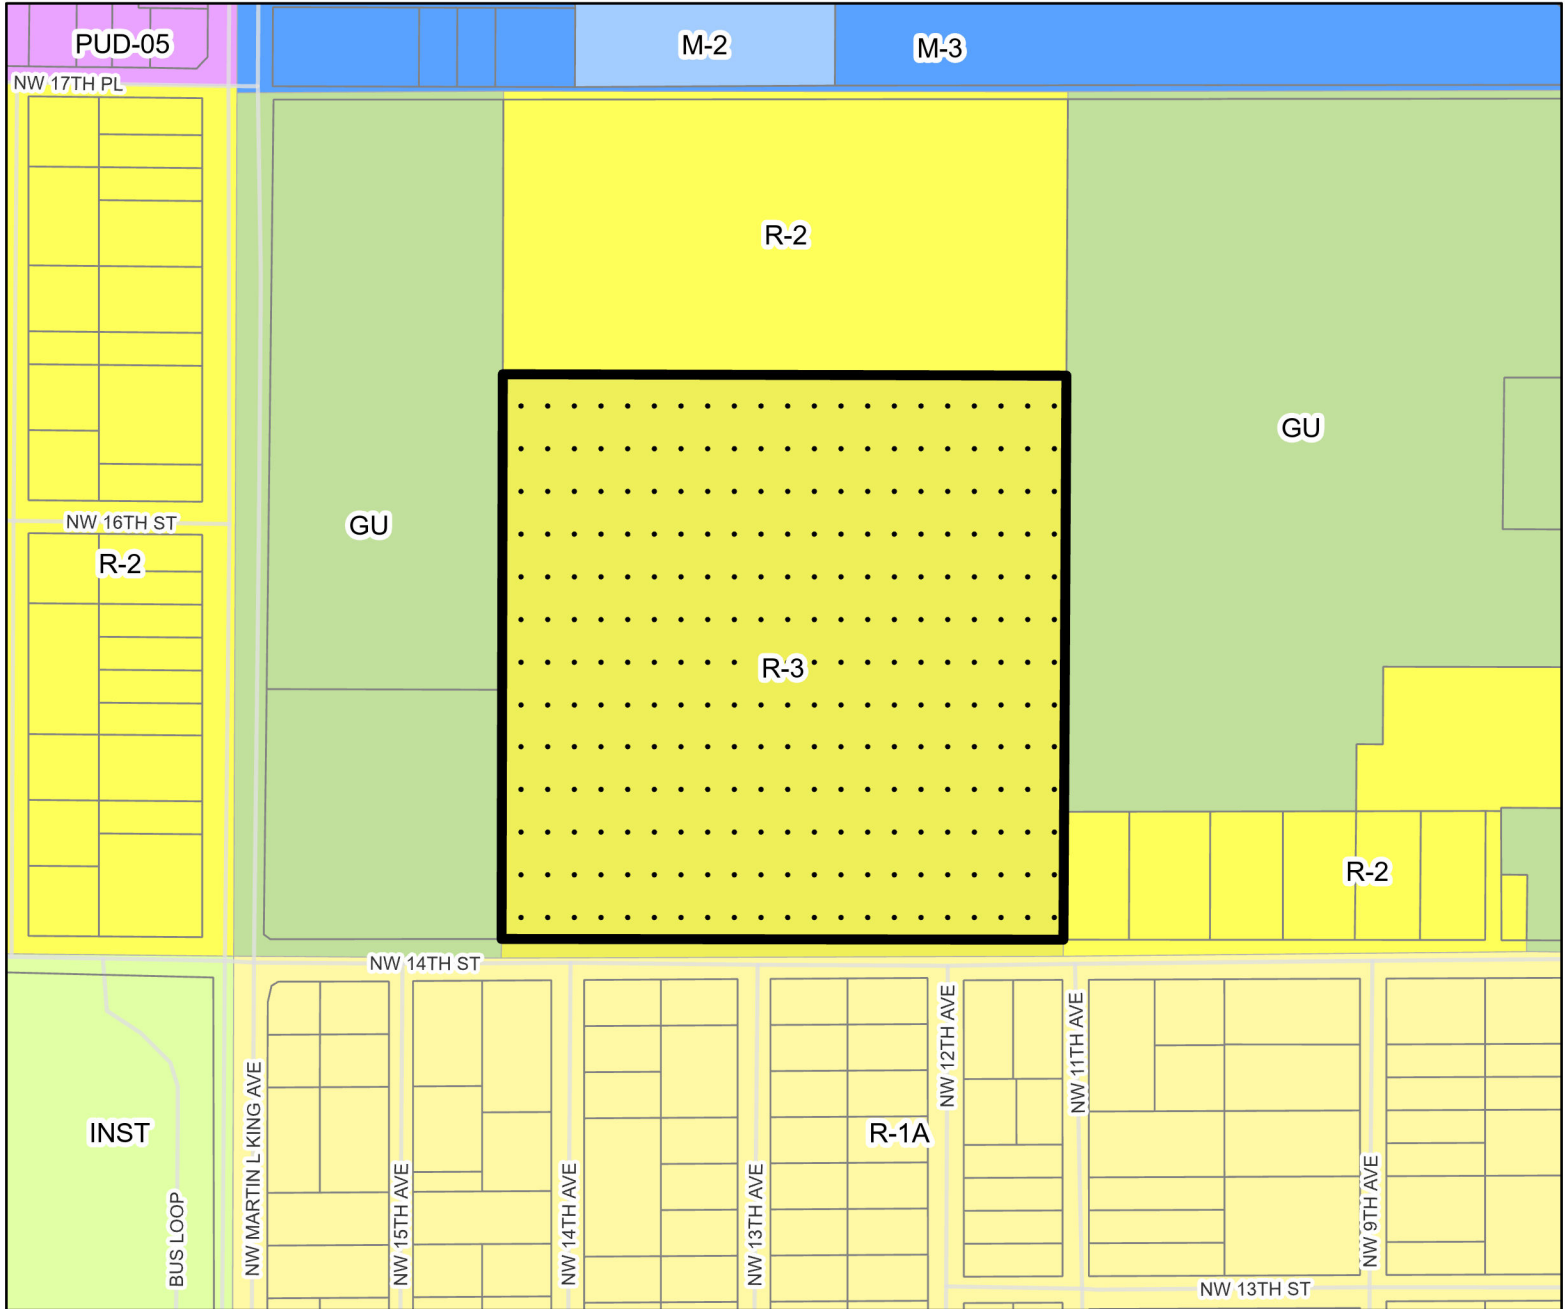 PUD-05
M-2
M-3
NW 17TH PL
R-2
GU
GU
NW 16TH ST
R-2
R-3
R-2
NW 14TH ST
NW 12TH AVE
NW 11TH AVE
INST
R-1A
NW MARTIN L KING AVE
BUS LOOP
NW 15TH AVE
NW 14TH AVE
NW 13TH AVE
NW 9TH AVE
NW 13TH ST